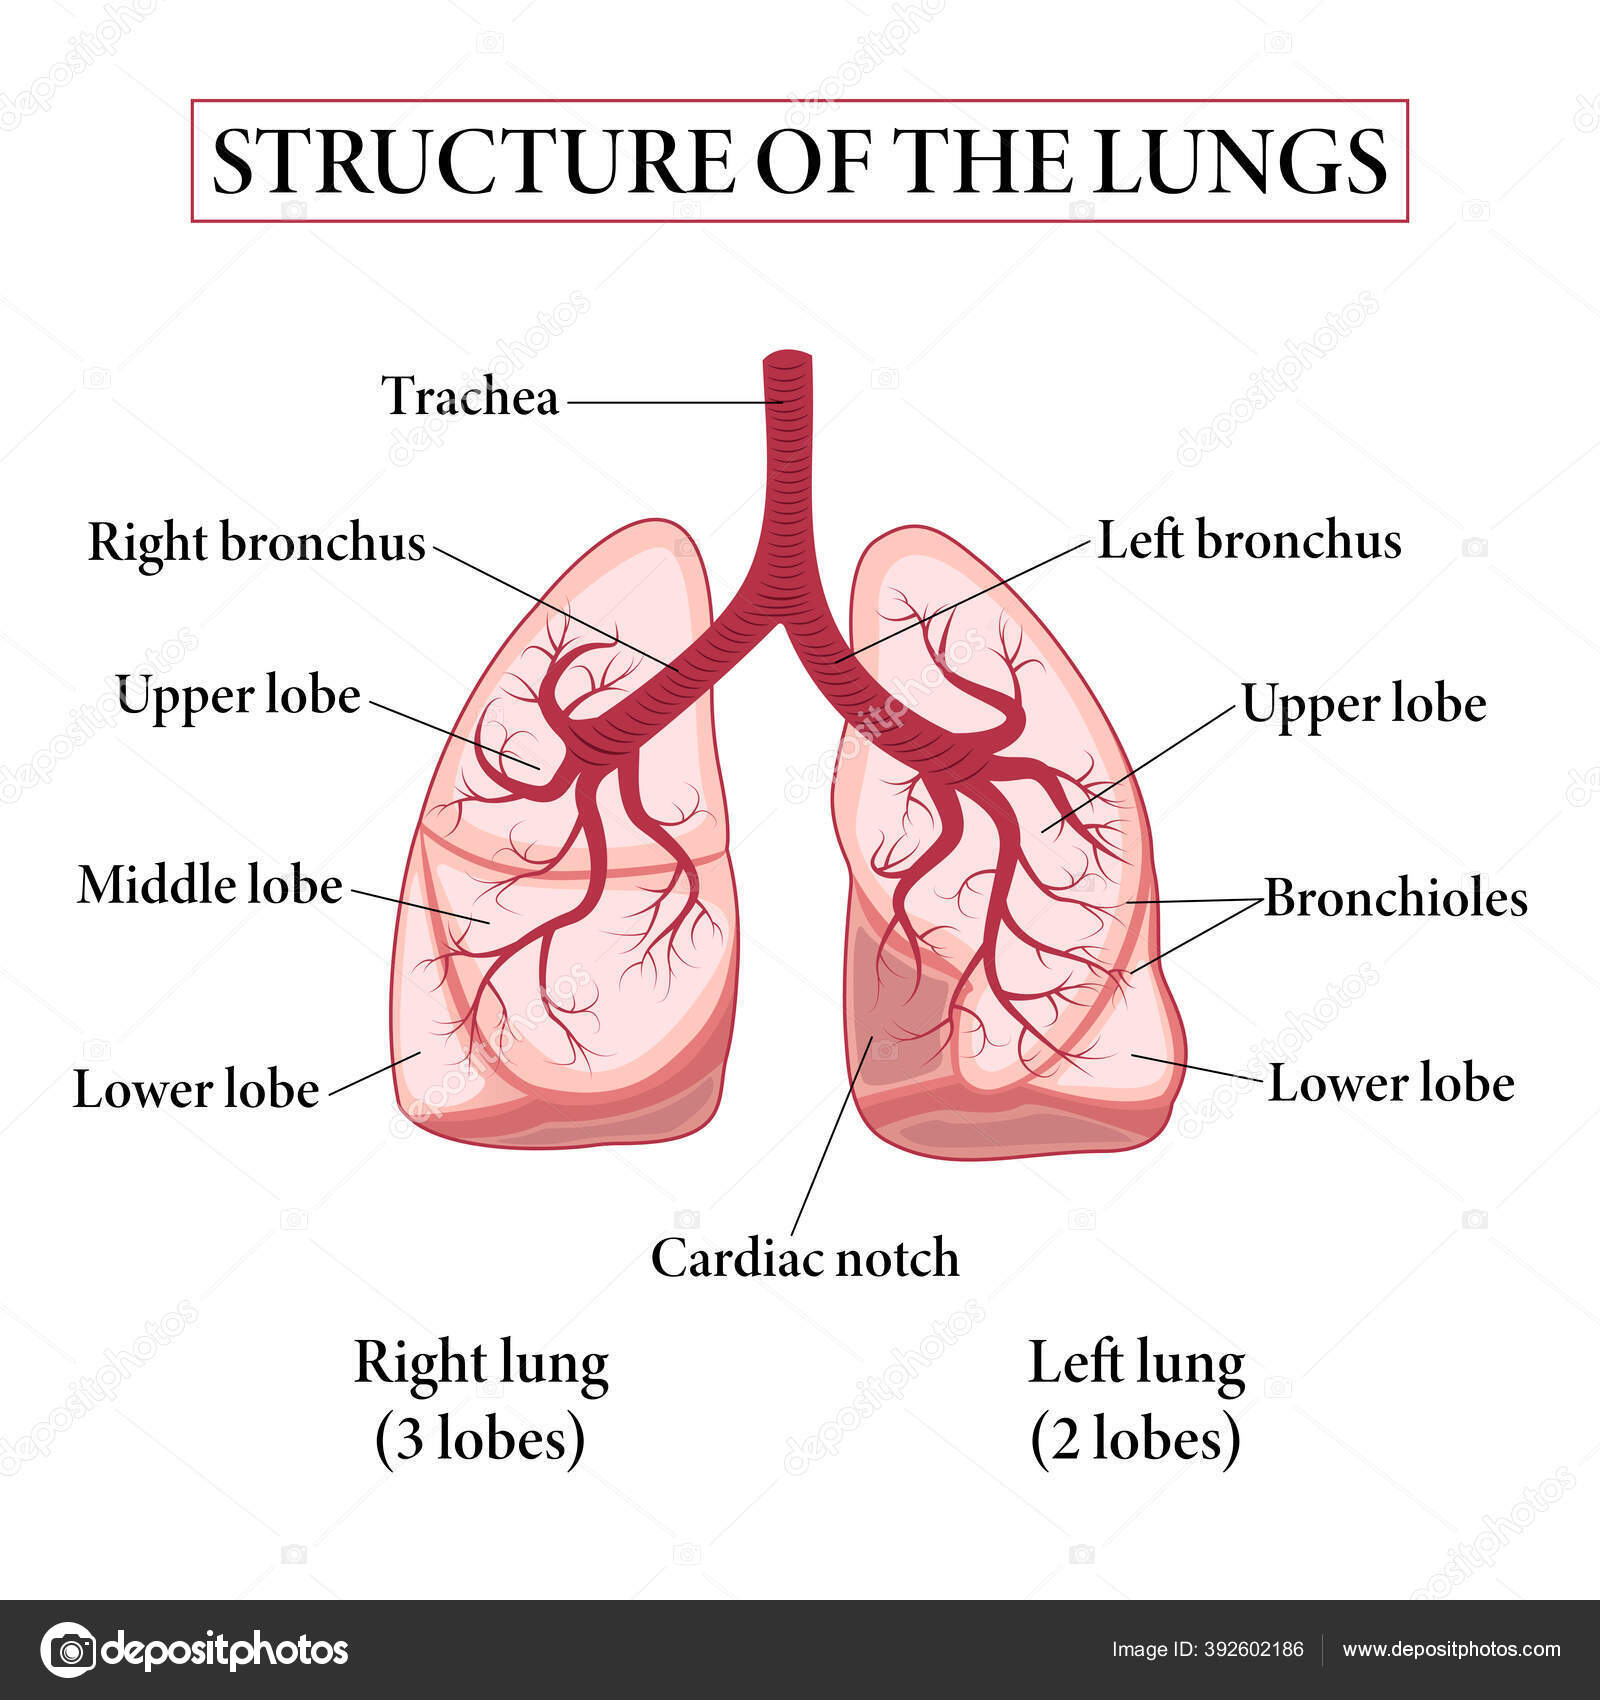 STRUCTURE OF THE LUNGS
Trachea
Right bronchus
Left bronchus
Upper lobe
Upper lobe
Middle lobe
Bronchioles
Lower lobe
Lower lobe
Cardiac notch
Right lung
(3 lobes)
Left lung
(2 lobes)
depositphotos
Image ID: 392602186
www.depositphotos.com